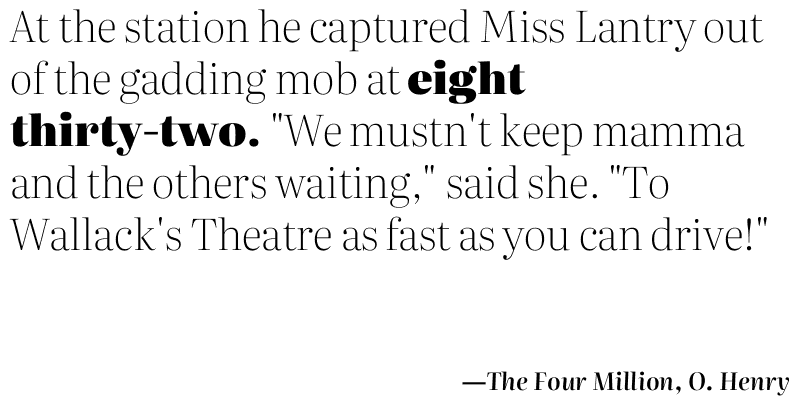 At the station he captured Miss Lantry out
of the gadding mob at eight
thirty-two. "We mustn't keep mamma
and the others waiting," said she. "To
Wallack's Theatre as fast as you can drive!"
—The Four Million, O. Henry